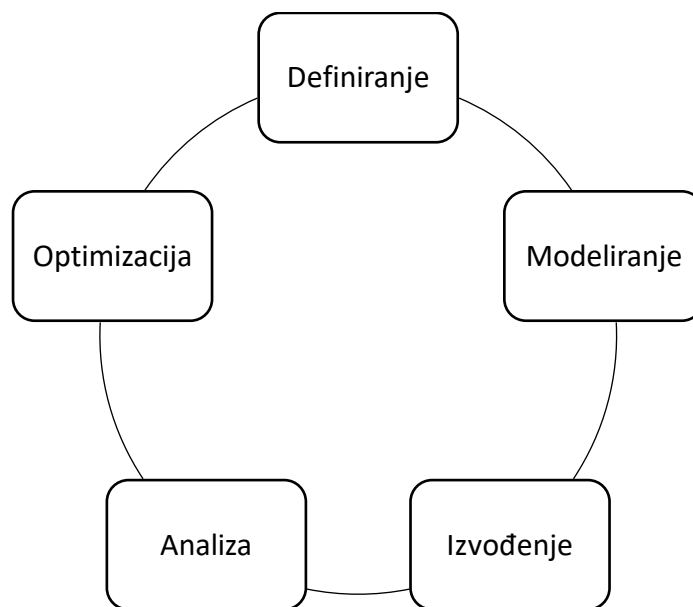 Definiranje
Modeliranje
Izvođenje
Analiza
Optimizacija